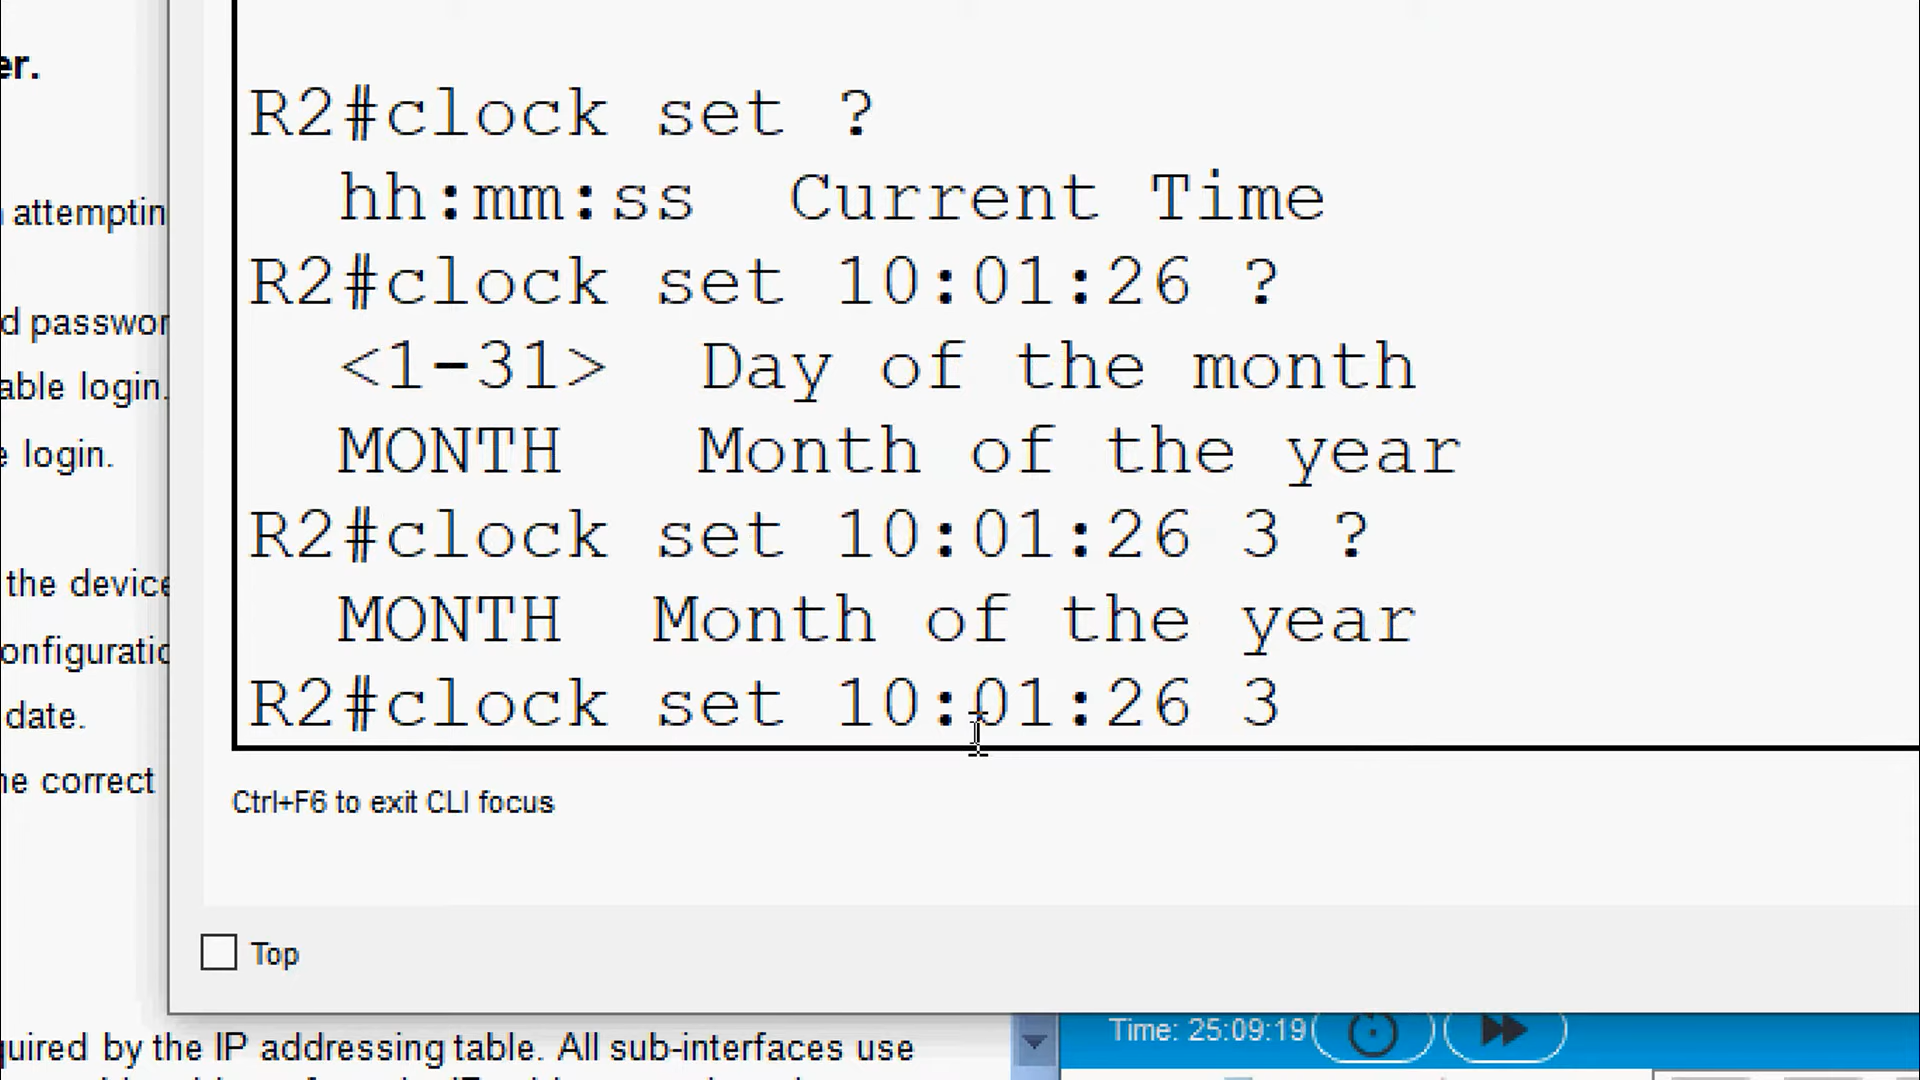 er.
R2#clock set ?
attemptin
hh:mm:ss  Current Time
R2#clock set 10:01:26 ?
d passwor
<1-31>  Day of the month
able login.
MONTH   Month of the year
login.
R2#clock set 10:01:26 3 ?
the device
MONTH  Month of the year
onfiguratio
R2#clock set 10:01:26 3
date.
ne correct
Ctrl+F6 to exit CLI focus
Top
Time: 25:09:19
quired by the IP addressing table. All sub-interfaces use